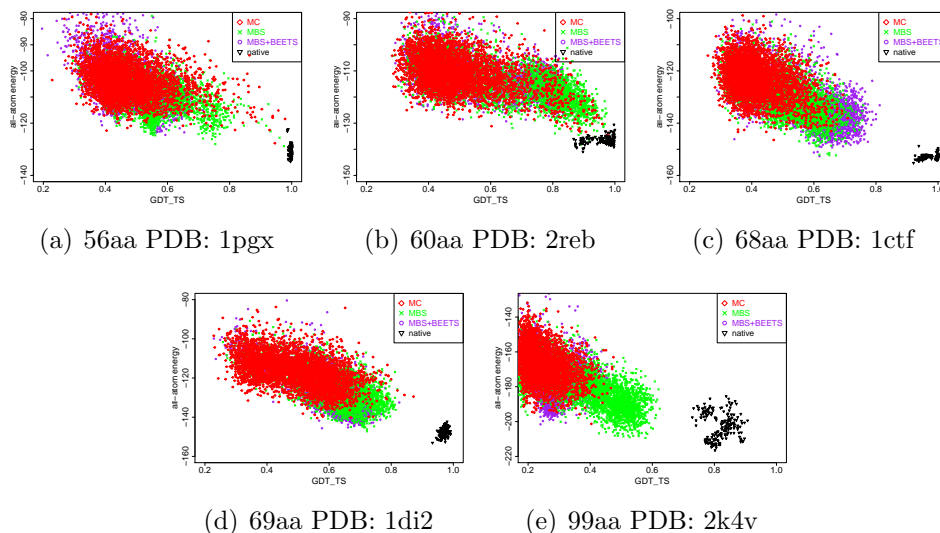 MC
MBS
MBS+BEETS
native
all−atom energy
−80
−100
−120
−140
0.2 0.4 0.6 0.8 1.0
GDT_TS
(a) 56aa PDB: 1pgx
MC
MBS
MBS+BEETS
native
all−atom energy
−90
−110
−130
−150
0.2 0.4 0.6 0.8 1.0
GDT_TS
(b) 60aa PDB: 2reb
MC
MBS
MBS+BEETS
native
all−atom energy
−100
−120
−140
−160
0.2 0.4 0.6 0.8 1.0
GDT_TS
(c) 68aa PDB: 1ctf
MC
MBS
MBS+BEETS
native
all−atom energy
−80
−100
−120
−140
−160
0.2 0.4 0.6 0.8 1.0
GDT_TS
(d) 69aa PDB: 1di2
MC
MBS
MBS+BEETS
native
all−atom energy
−140
−160
−180
−200
−220
0.2 0.4 0.6 0.8 1.0
GDT_TS
(e) 99aa PDB: 2k4v